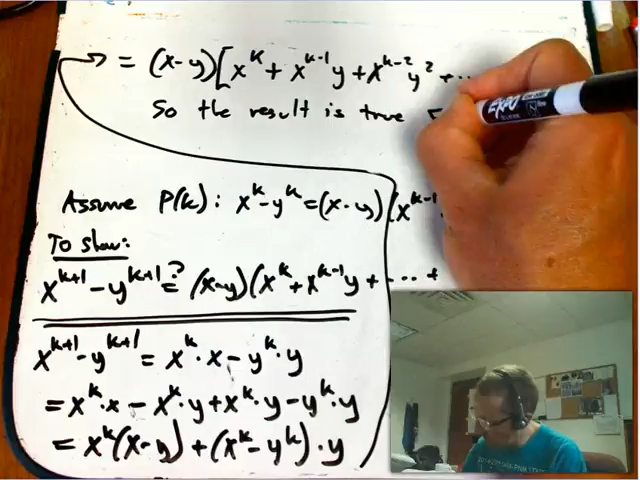 = (x-y)[x^k + x^{k-1}y + x^{k-2}y^2 + ...
So the result is true
Assume P(k): x^k - y^k = (x-y)(x^{k-1}
To show:
x^{k+1} - y^{k+1} ?= (x-y)(x^k + x^{k-1}y + ... +
x^{k+1} - y^{k+1} = x^k · x - y^k · y
= x^k · x - x^k · y + x^k · y - y^k · y
= x^k(x-y) + (x^k - y^k) · y
EXPO